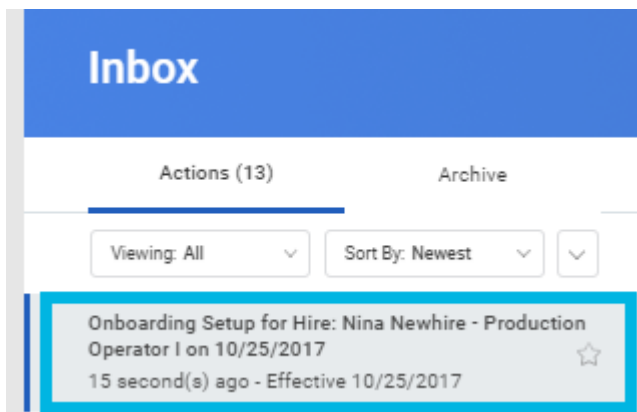 Inbox
Actions (13)
Archive
Viewing: All
Sort By: Newest
Onboarding Setup for Hire: Nina Newhire - Production
Operator I on 10/25/2017
15 second(s) ago - Effective 10/25/2017